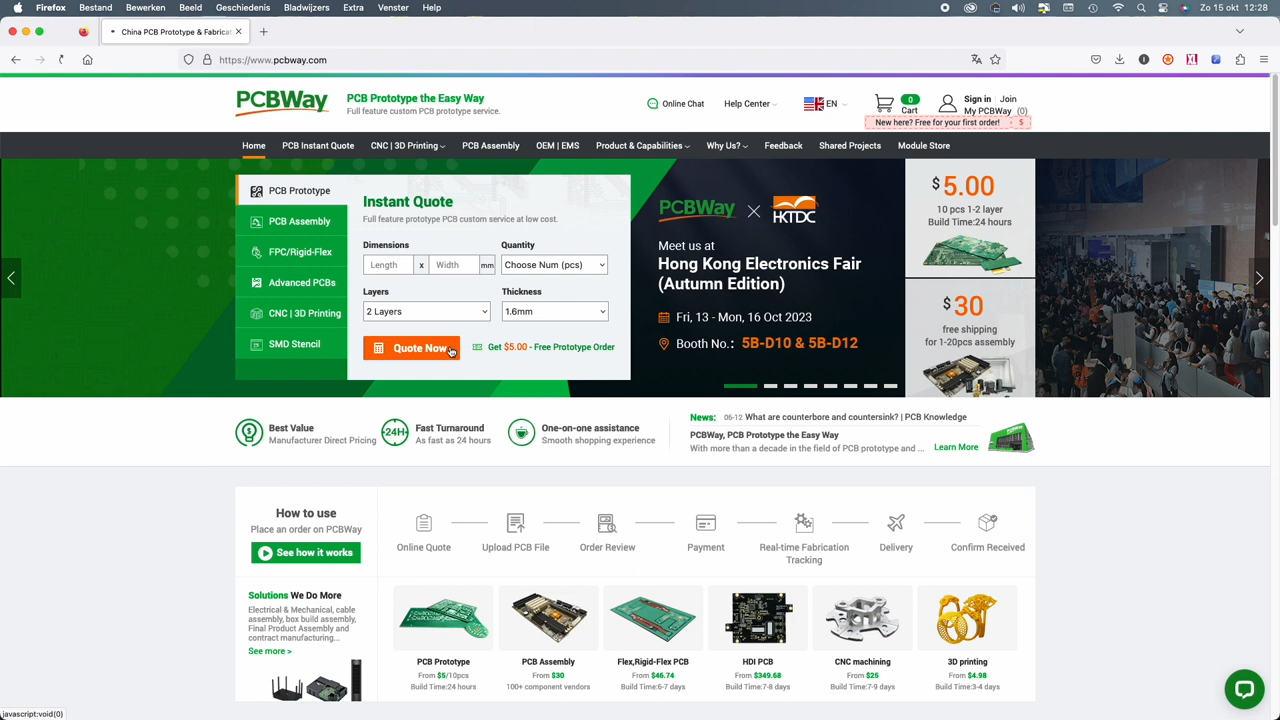 Firefox Bestand Bewerken Beeld Geschiedenis Bladwijzers Extra Venster Help Zo 15 okt 12:28
China PCB Prototype & Fabricat
https://www.pcbway.com
PCBWay PCB Prototype the Easy Way
Full feature custom PCB prototype service.
Online Chat Help Center EN 0 Cart Sign in Join
My PCBWay (0)
New here? Free for your first order! $
Home PCB Instant Quote CNC | 3D Printing PCB Assembly OEM | EMS Product & Capabilities Why Us? Feedback Shared Projects Module Store
PCB Prototype
PCB Assembly
FPC/Rigid-Flex
Advanced PCBs
CNC | 3D Printing
SMD Stencil
Instant Quote
Full feature prototype PCB custom service at low cost.
Dimensions Quantity
Length x Width mm Choose Num (pcs)
Layers Thickness
2 Layers 1.6mm
Quote Now Get $5.00 - Free Prototype Order
PCBWay X HKTDC
Meet us at
Hong Kong Electronics Fair
(Autumn Edition)
Fri, 13 - Mon, 16 Oct 2023
Booth No.: 5B-D10 & 5B-D12
$5.00
10 pcs 1-2 layer
Build Time:24 hours
$30
free shipping
for 1-20pcs assembly
Best Value
Manufacturer Direct Pricing
24H
Fast Turnaround
As fast as 24 hours
One-on-one assistance
Smooth shopping experience
News: 06-12 What are counterbore and countersink? | PCB Knowledge
PCBWay, PCB Prototype the Easy Way
With more than a decade in the field of PCB prototype and ... Learn More
How to use
Place an order on PCBWay
See how it works
Online Quote
Upload PCB File
Order Review
Payment
Real-time Fabrication
Tracking
Delivery
Confirm Received
Solutions We Do More
Electrical & Mechanical, cable
assembly, box build assembly,
Final Product Assembly and
contract manufacturing...
See more >
PCB Prototype
From $5/10pcs
Build Time:24 hours
PCB Assembly
From $30
100+ component vendors
Flex,Rigid-Flex PCB
From $46.74
Build Time:6-7 days
HDI PCB
From $349.68
Build Time:7-8 days
CNC machining
From $25
Build Time:7-9 days
3D printing
From $4.98
Build Time:3-4 days
javascript:void(0)